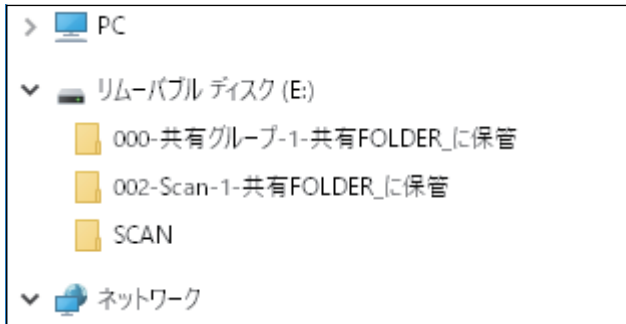 PC
リムーバブル ディスク (E:)
000-共有グループ-1-共有FOLDER_に保管
002-Scan-1-共有FOLDER_に保管
SCAN
ネットワーク